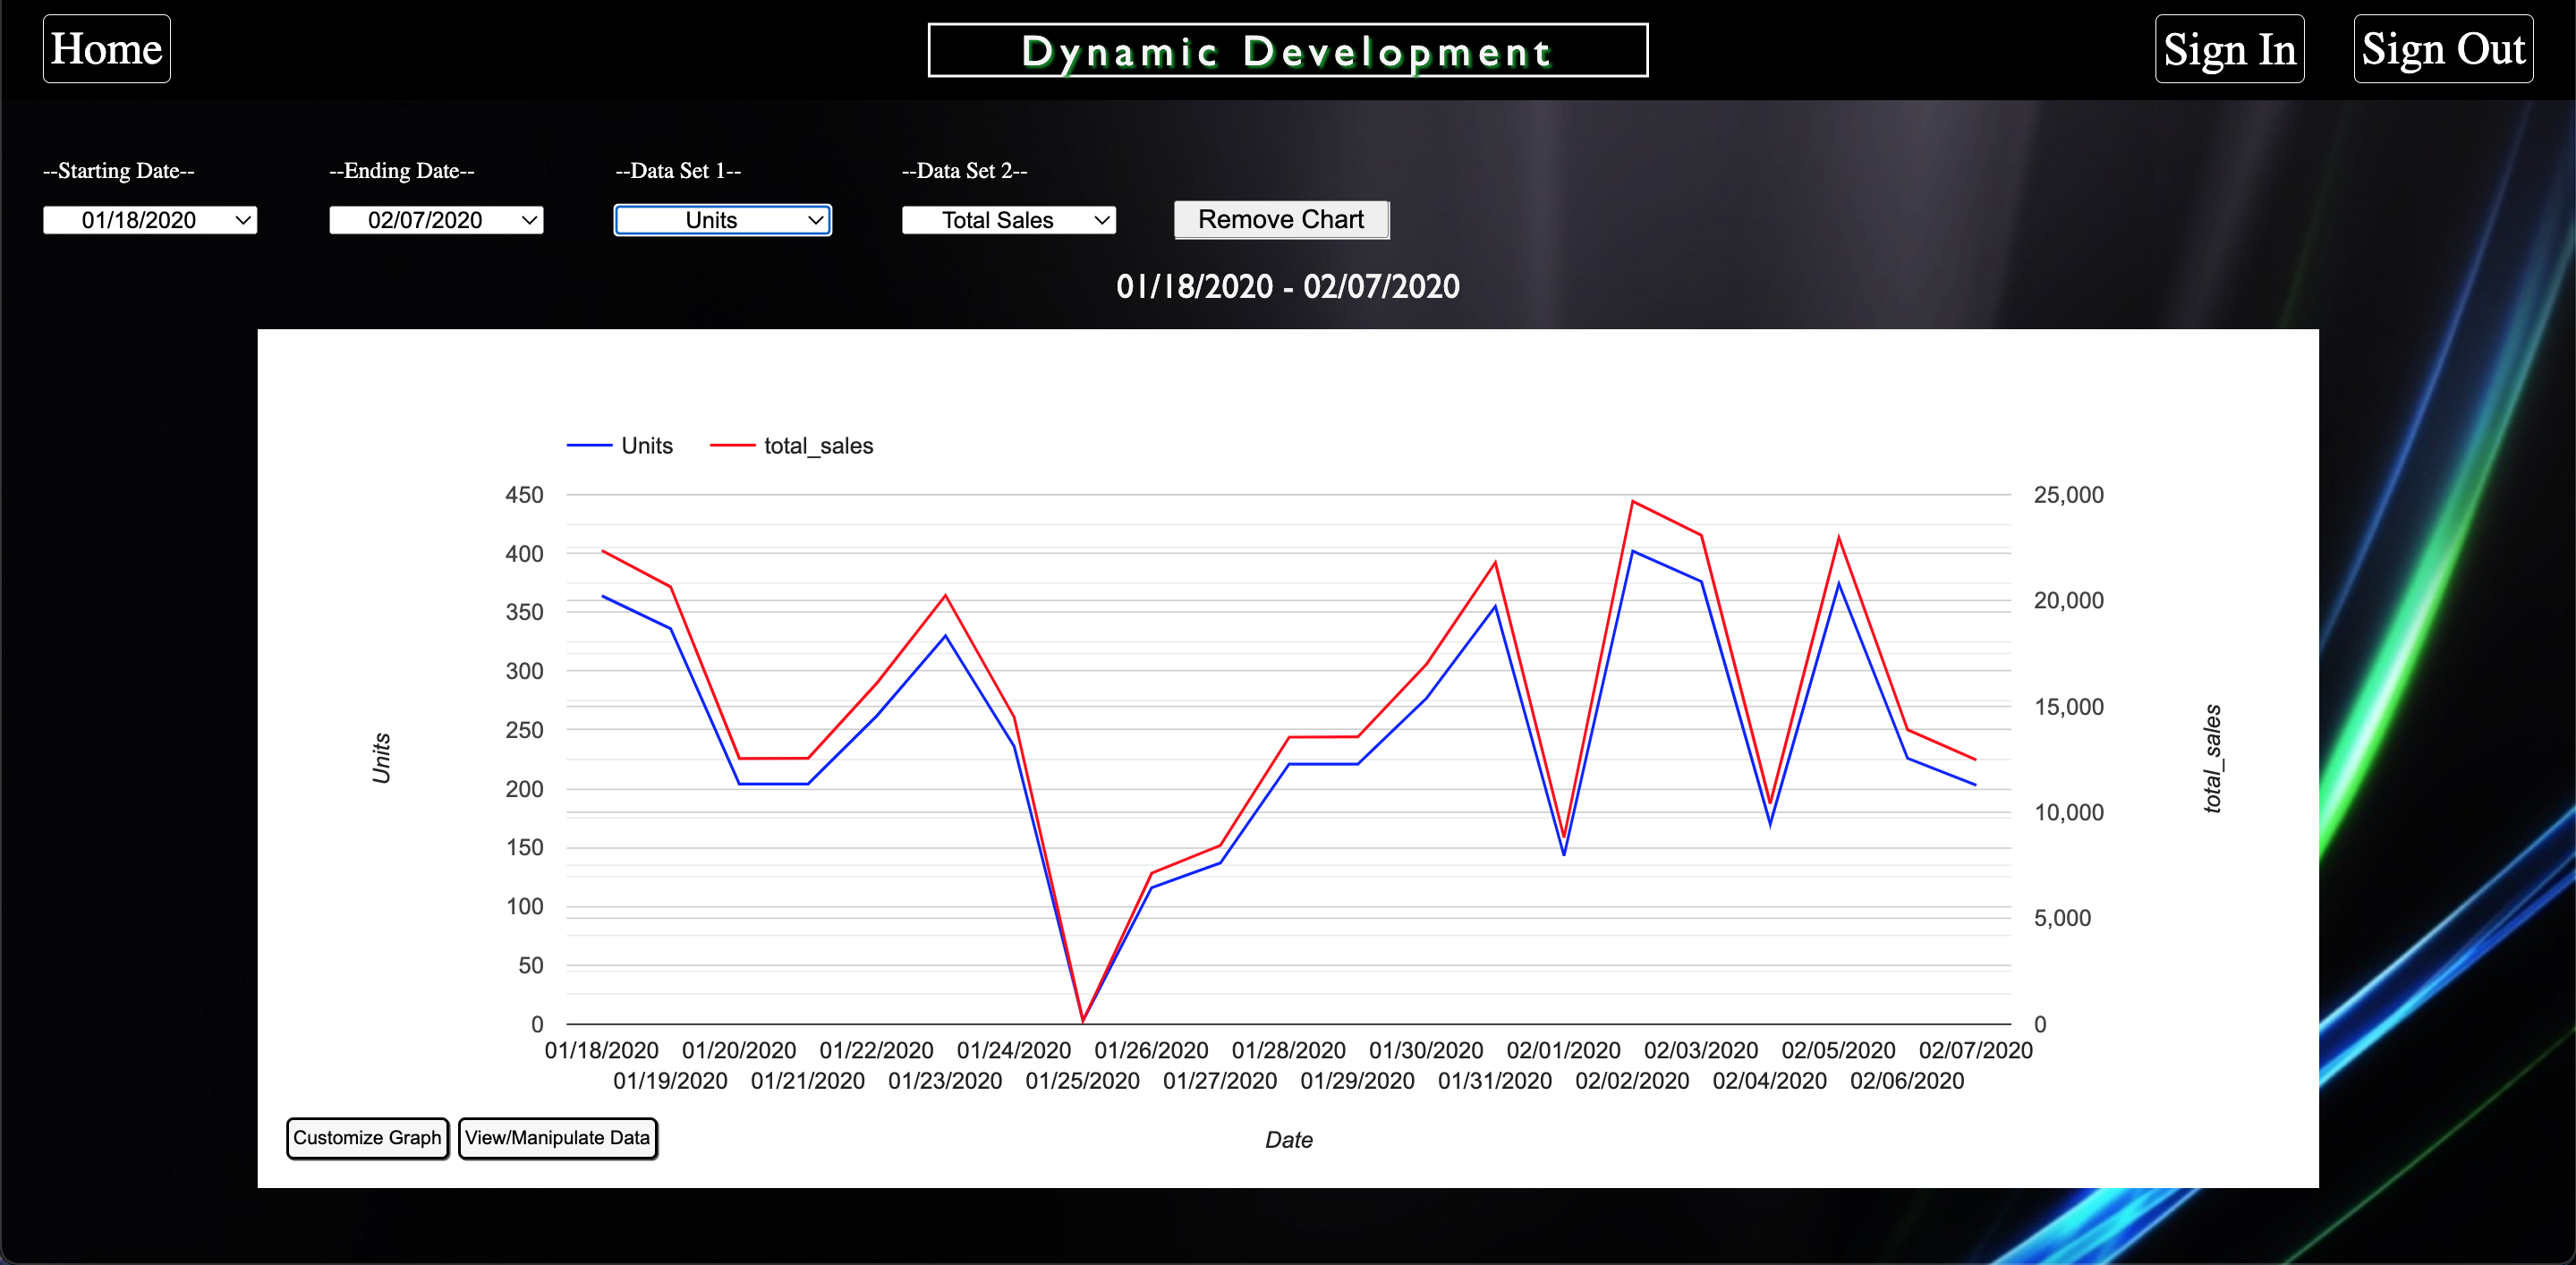 Home
Dynamic Development
Sign In
Sign Out
--Starting Date--
--Ending Date--
--Data Set 1--
--Data Set 2--
01/18/2020
02/07/2020
Units
Total Sales
Remove Chart
01/18/2020 - 02/07/2020
Units
total_sales
450
400
350
300
250
200
150
100
50
0
Units
25,000
20,000
15,000
10,000
5,000
0
total_sales
01/18/2020
01/19/2020
01/20/2020
01/21/2020
01/22/2020
01/23/2020
01/24/2020
01/25/2020
01/26/2020
01/27/2020
01/28/2020
01/29/2020
01/30/2020
01/31/2020
02/01/2020
02/02/2020
02/03/2020
02/04/2020
02/05/2020
02/06/2020
02/07/2020
Customize Graph
View/Manipulate Data
Date